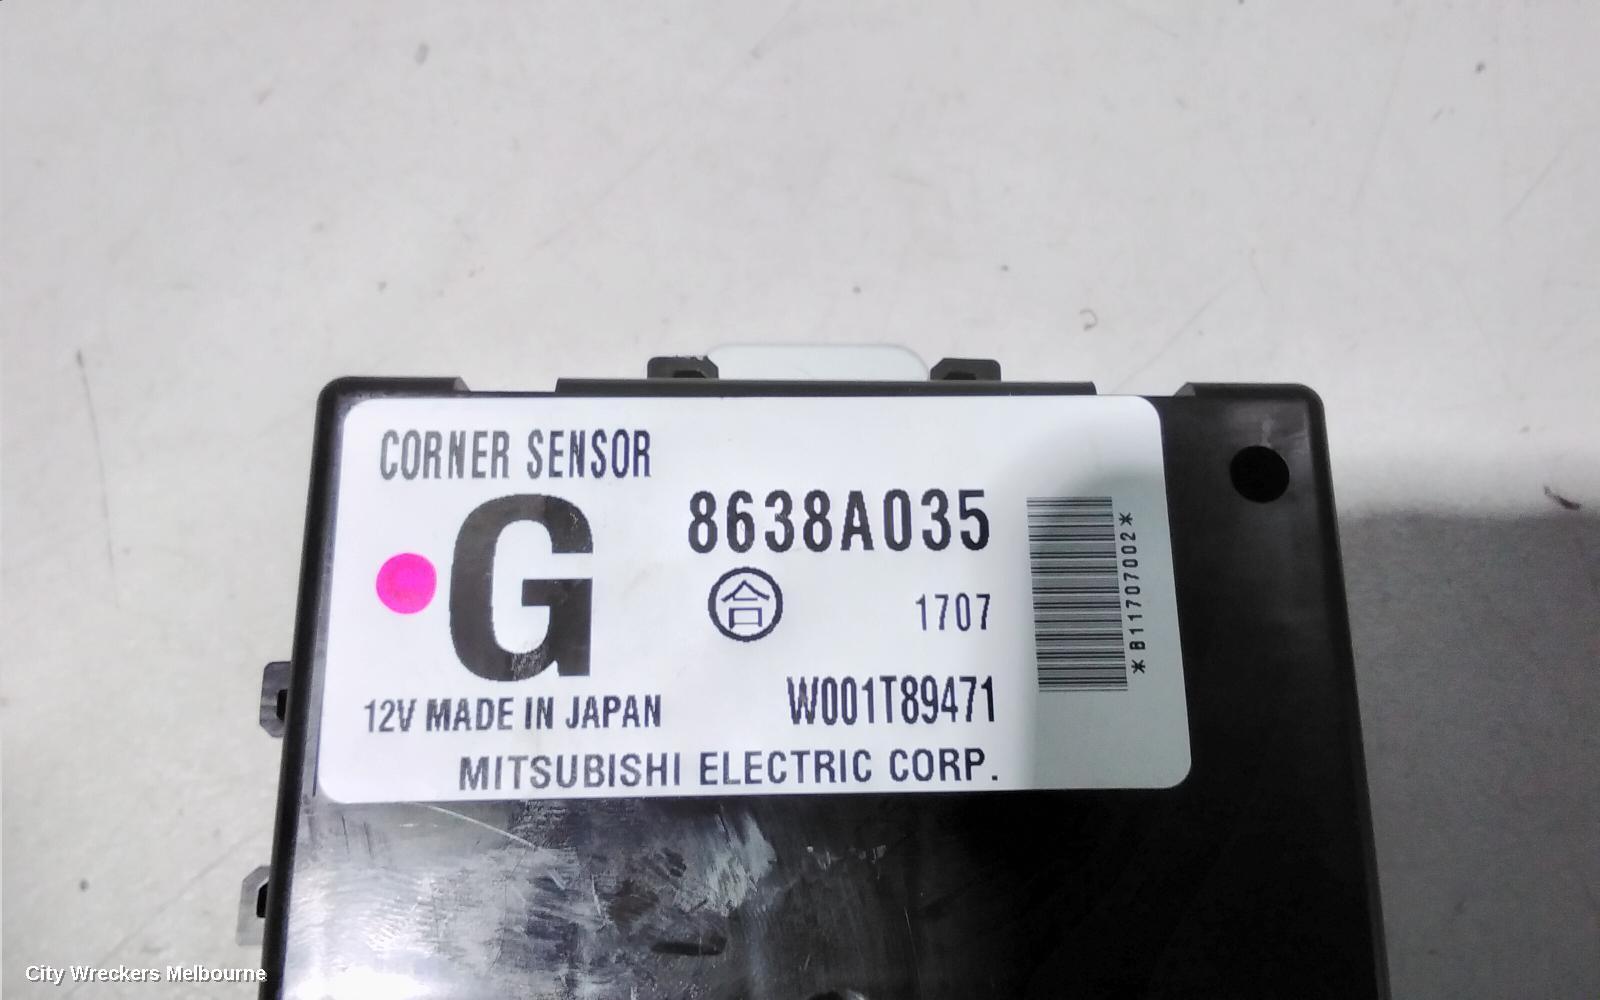 CORNER SENSOR
G
8638A035
合
1707
12V MADE IN JAPAN
W001T89471
MITSUBISHI ELECTRIC CORP.
*B11707002*
City Wreckers Melbourne